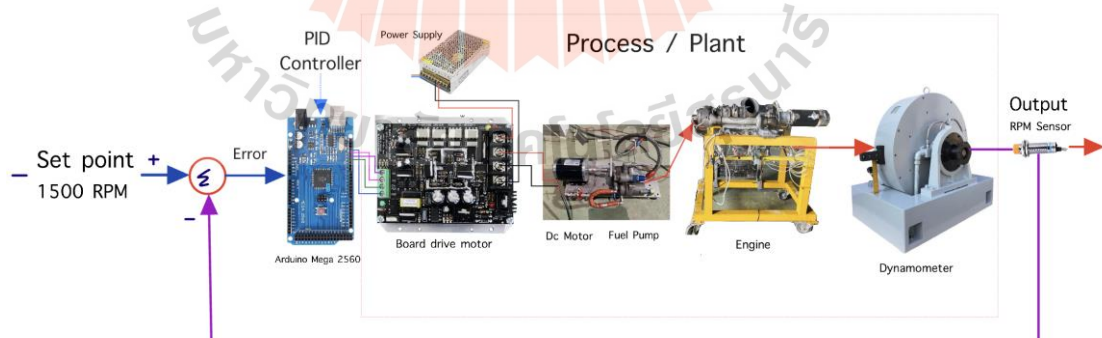 Process / Plant
Power Supply
PID
Controller
Output
RPM Sensor
Set point
1500 RPM
+
-
-
Σ
Error
Arduino Mega 2560
Board drive motor
Dc Motor
Fuel Pump
Engine
Dynamometer